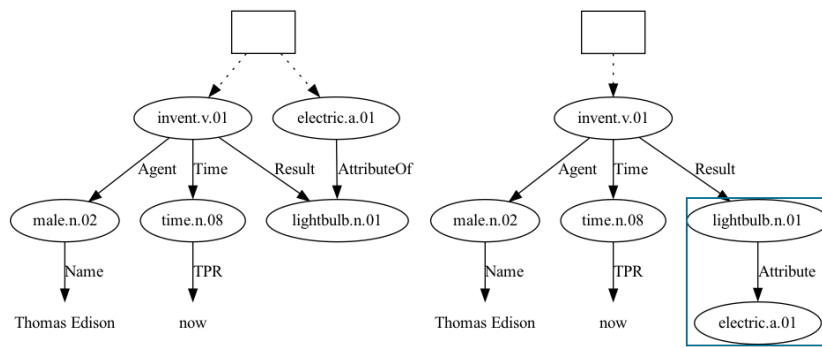 invent.v.01 electric.a.01
Agent Time Result AttributeOf
male.n.02 time.n.08 lightbulb.n.01
Name TPR
Thomas Edison now
invent.v.01
Agent Time Result
male.n.02 time.n.08 lightbulb.n.01
Name TPR Attribute
Thomas Edison now electric.a.01